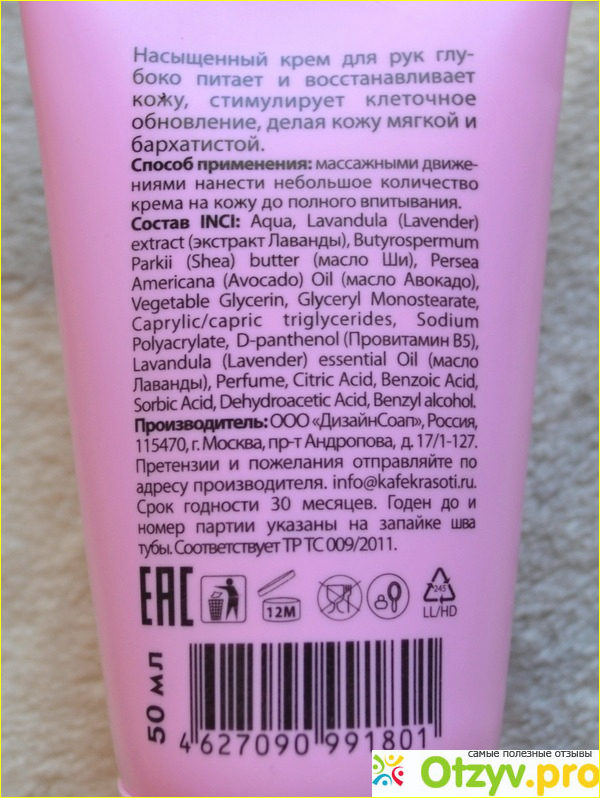 Насыщенный крем для рук глу-
боко питает и восстанавливает
кожу, стимулирует клеточное
обновление, делая кожу мягкой и
бархатистой.
Способ применения: массажными движе-
ниями нанести небольшое количество
крема на кожу до полного впитывания.
Состав INCI: Aqua, Lavandula (Lavender)
extract (экстракт Лаванды), Butyrospermum
Parkii (Shea) butter (масло Ши), Persea
Americana (Avocado) Oil (масло Авокадо),
Vegetable Glycerin, Glyceryl Monostearate,
Caprylic/capric triglycerides, Sodium
Polyacrylate, D-panthenol (Провитамин B5),
Lavandula (Lavender) essential Oil (масло
Лаванды), Perfume, Citric Acid, Benzoic Acid,
Sorbic Acid, Dehydroacetic Acid, Benzyl alcohol.
Производитель: ООО «ДизайнСоап», Россия,
115470, г. Москва, пр-т Андропова, д. 17/1-127.
Претензии и пожелания отправляйте по
адресу производителя. info@kafekrasoti.ru.
Срок годности 30 месяцев. Годен до и
номер партии указаны на запайке шва
тубы. Соответствует ТР ТС 009/2011.
EAC
12M
245
LL/HD
50 мл
4 627090 991801
самые полезные отзывы
Otzyv.pro